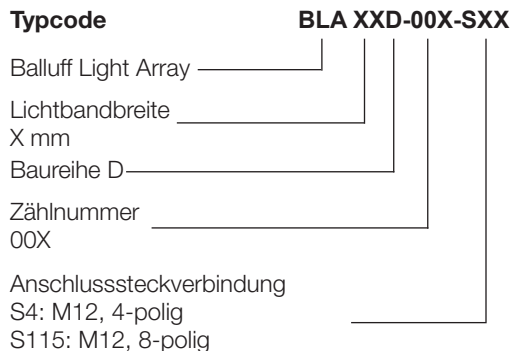 Typcode BLA XXD-00X-SXX
Balluff Light Array
Lichtbandbreite
X mm
Baureihe D
Zählnummer
00X
Anschlusssteckverbindung
S4: M12, 4-polig
S115: M12, 8-polig